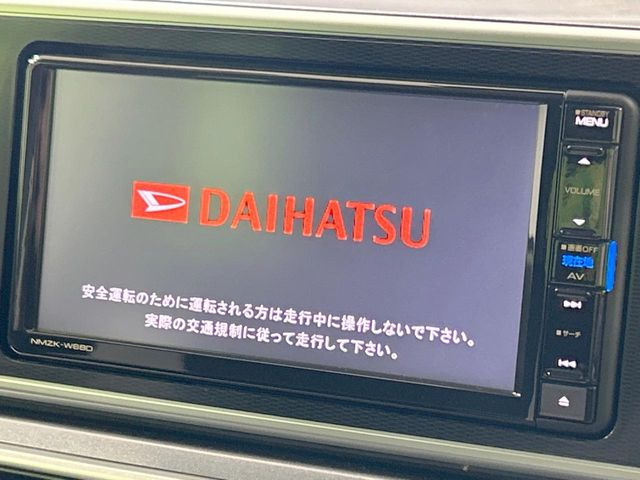 STANDBY
MENU
VOLUME
DAIHATSU
画面OFF
現在地
AV
安全運転のために運転される方は走行中に操作しないで下さい。
実際の交通規制に従って走行して下さい。
サーチ
NMZK-W68D